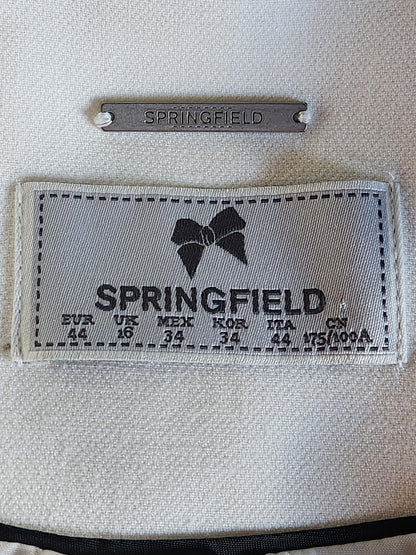 SPRINGFIELD
SPRINGFIELD
EUR UK MEX KOR ITA CN
44 16 34 34 44 175/100A